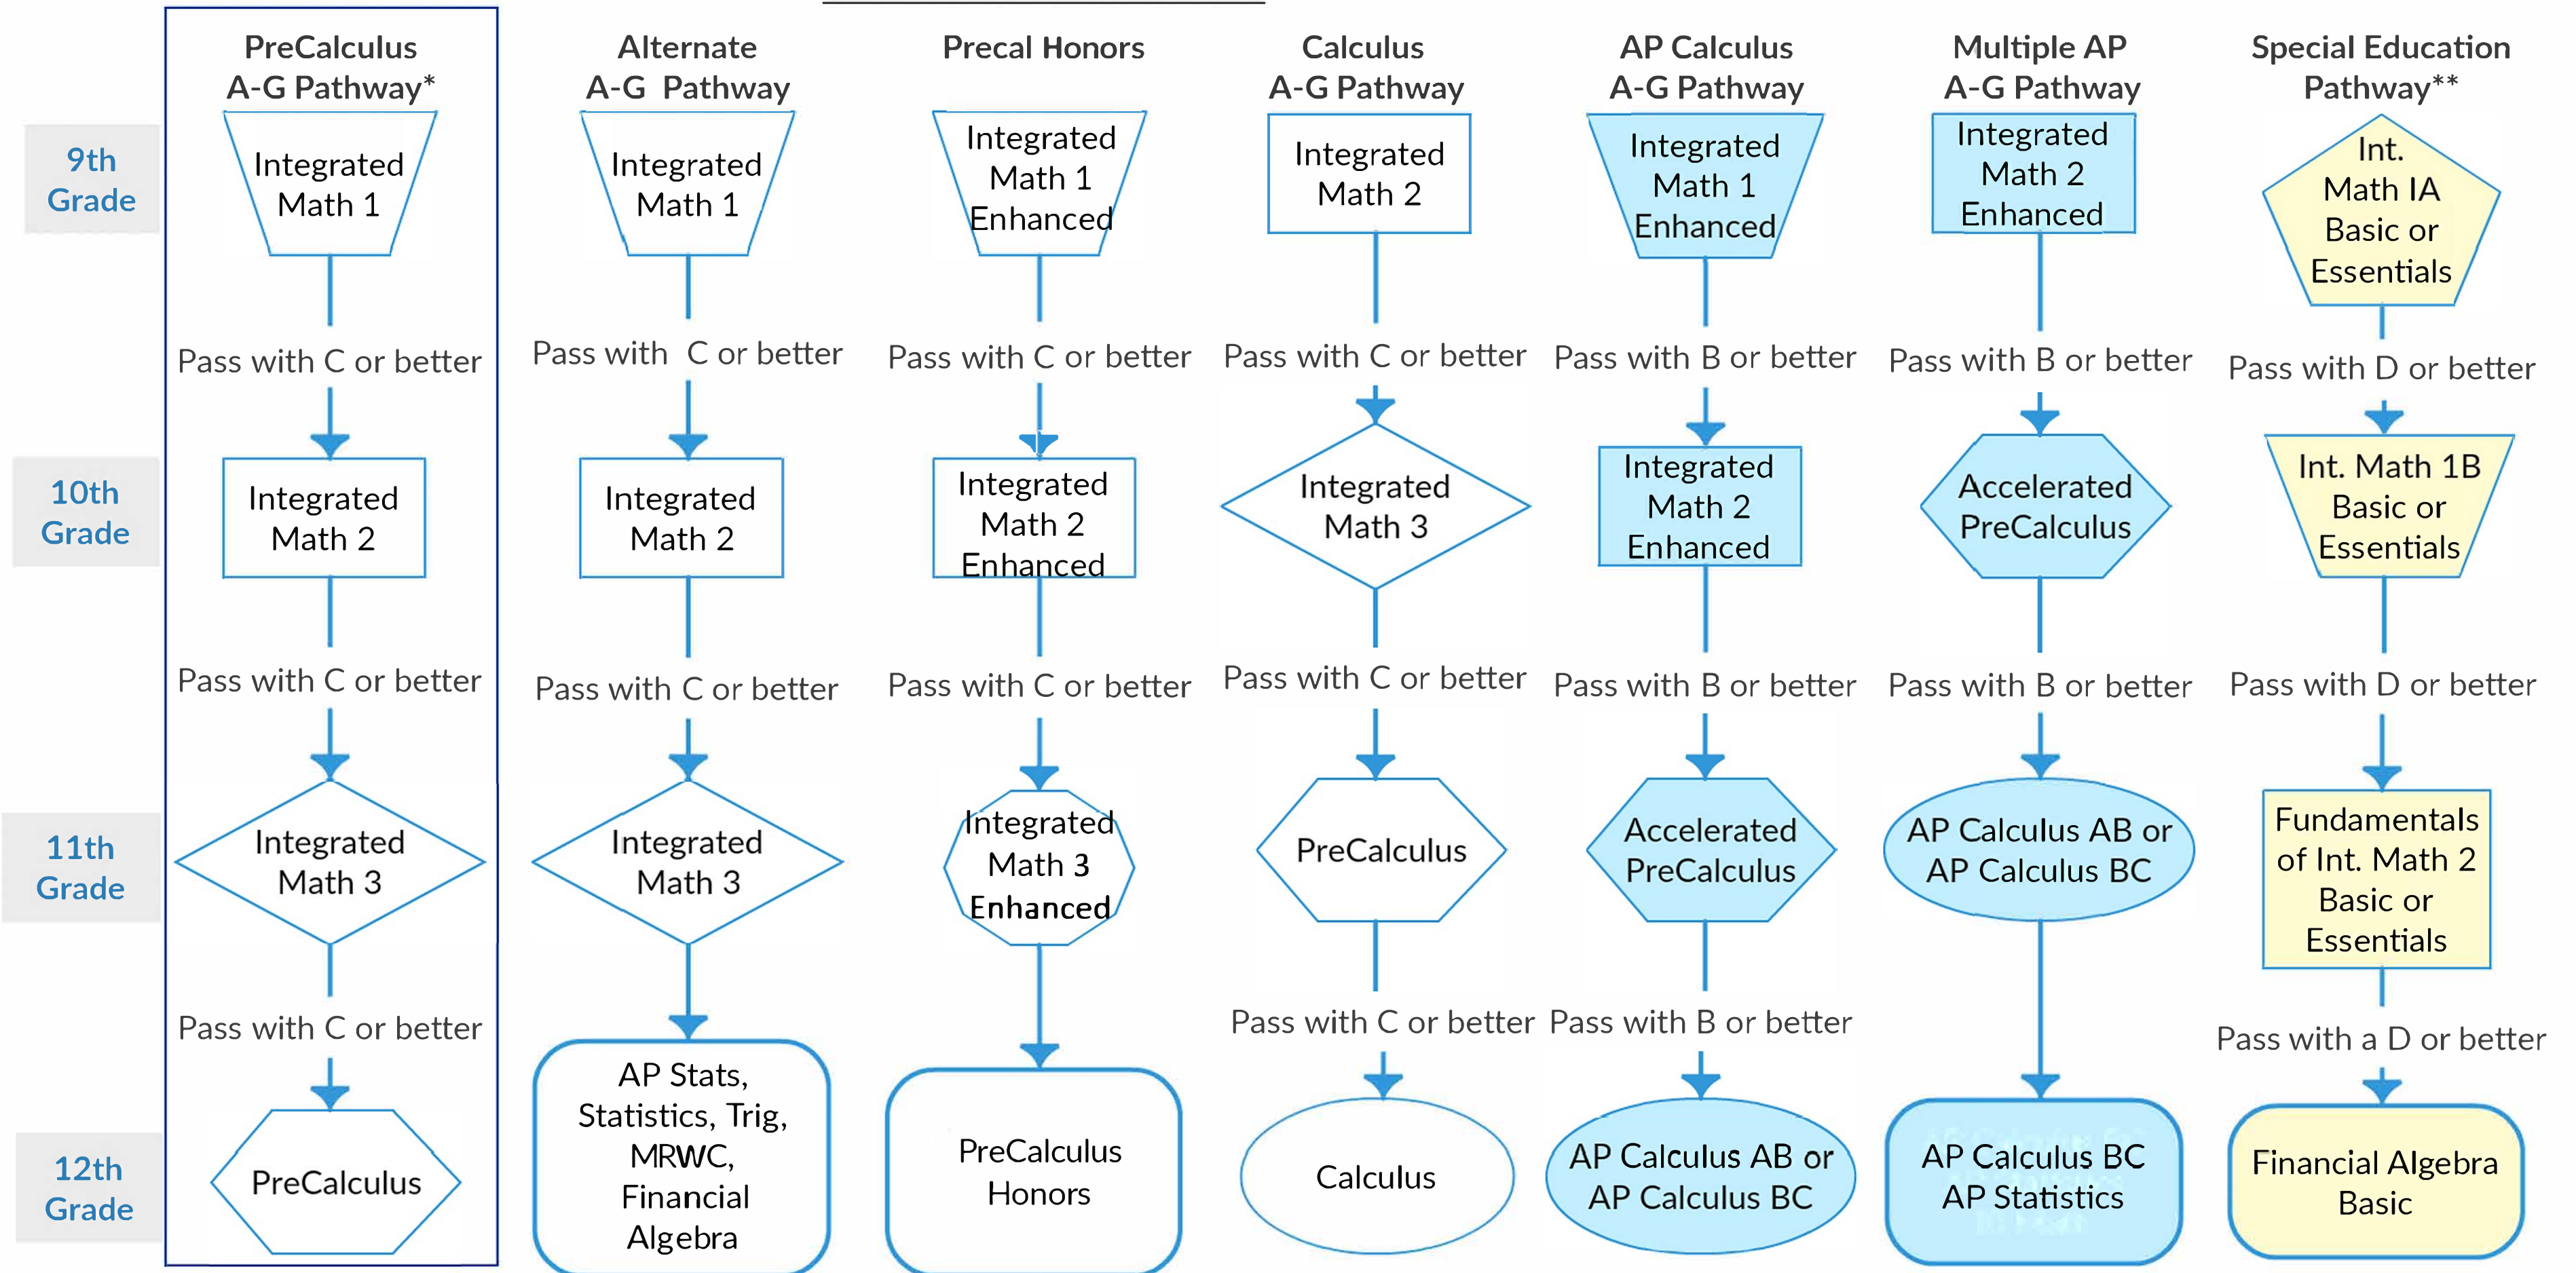 PreCalculus
A-G Pathway*
Alternate
A-G Pathway
Precal Honors
Calculus
A-G Pathway
AP Calculus
A-G Pathway
Multiple AP
A-G Pathway
Special Education
Pathway**
9th
Grade
Integrated
Math 1
Integrated
Math 1
Integrated
Math 1
Enhanced
Integrated
Math 2
Integrated
Math 1
Enhanced
Integrated
Math 2
Enhanced
Int.
Math IA
Basic or
Essentials
Pass with C or better
Pass with C or better
Pass with C or better
Pass with C or better
Pass with B or better
Pass with B or better
Pass with D or better
10th
Grade
Integrated
Math 2
Integrated
Math 2
Integrated
Math 2
Enhanced
Integrated
Math 3
Integrated
Math 2
Enhanced
Accelerated
PreCalculus
Int. Math 1B
Basic or
Essentials
Pass with C or better
Pass with C or better
Pass with C or better
Pass with C or better
Pass with B or better
Pass with B or better
Pass with D or better
11th
Grade
Integrated
Math 3
Integrated
Math 3
Integrated
Math 3
Enhanced
PreCalculus
Accelerated
PreCalculus
AP Calculus AB or
AP Calculus BC
Fundamentals
of Int. Math 2
Basic or
Essentials
Pass with C or better
Pass with C or better
Pass with B or better
Pass with a D or better
12th
Grade
PreCalculus
AP Stats,
Statistics, Trig,
MRWC,
Financial
Algebra
PreCalculus
Honors
Calculus
AP Calculus AB or
AP Calculus BC
AP Calculus BC
AP Statistics
Financial Algebra
Basic